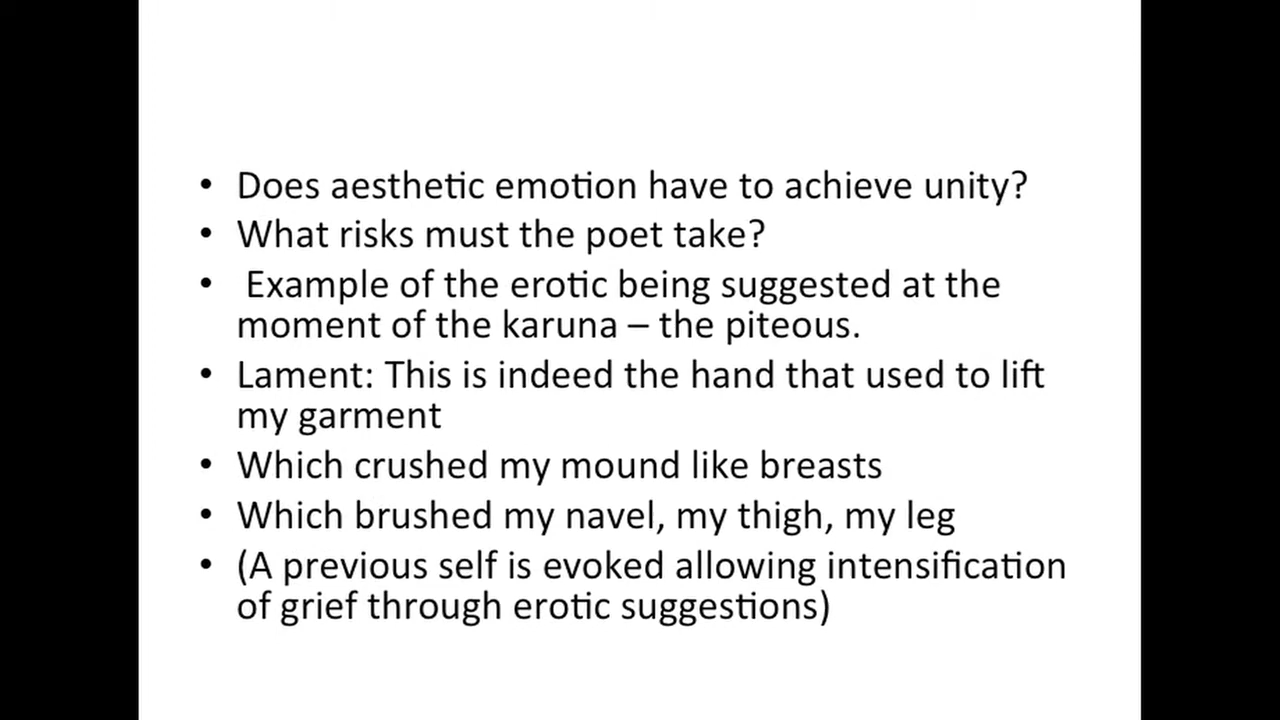 • Does aesthetic emotion have to achieve unity?
• What risks must the poet take?
• Example of the erotic being suggested at the
moment of the karuna – the piteous.
• Lament: This is indeed the hand that used to lift
my garment
• Which crushed my mound like breasts
• Which brushed my navel, my thigh, my leg
• (A previous self is evoked allowing intensification
of grief through erotic suggestions)